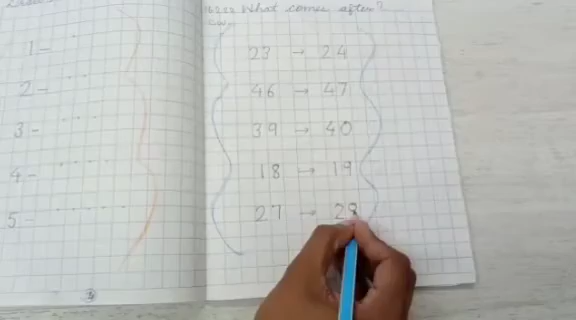 1-
2-
3-
4-
5-
What comes after?
C.W.
23 → 24
46 → 47
39 → 40
18 → 19
27 → 28